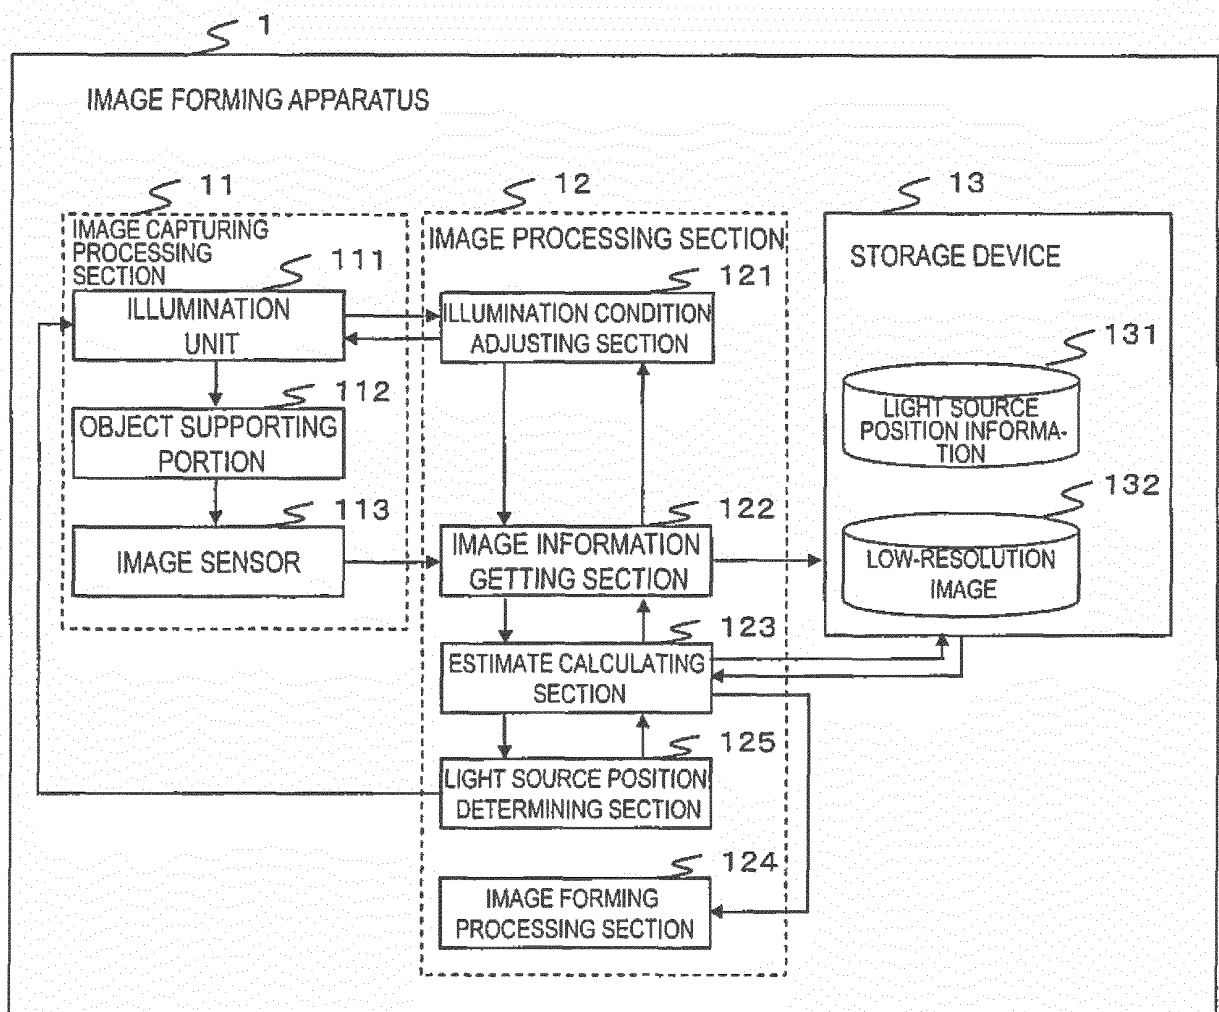 1
IMAGE FORMING APPARATUS
11
IMAGE CAPTURING
PROCESSING
SECTION
111
ILLUMINATION
UNIT
112
OBJECT SUPPORTING
PORTION
113
IMAGE SENSOR
12
IMAGE PROCESSING SECTION
121
ILLUMINATION CONDITION
ADJUSTING SECTION
122
IMAGE INFORMATION
GETTING SECTION
123
ESTIMATE CALCULATING
SECTION
125
LIGHT SOURCE POSITION
DETERMINING SECTION
124
IMAGE FORMING
PROCESSING SECTION
13
STORAGE DEVICE
131
LIGHT SOURCE
POSITION INFORMA-
TION
132
LOW-RESOLUTION
IMAGE